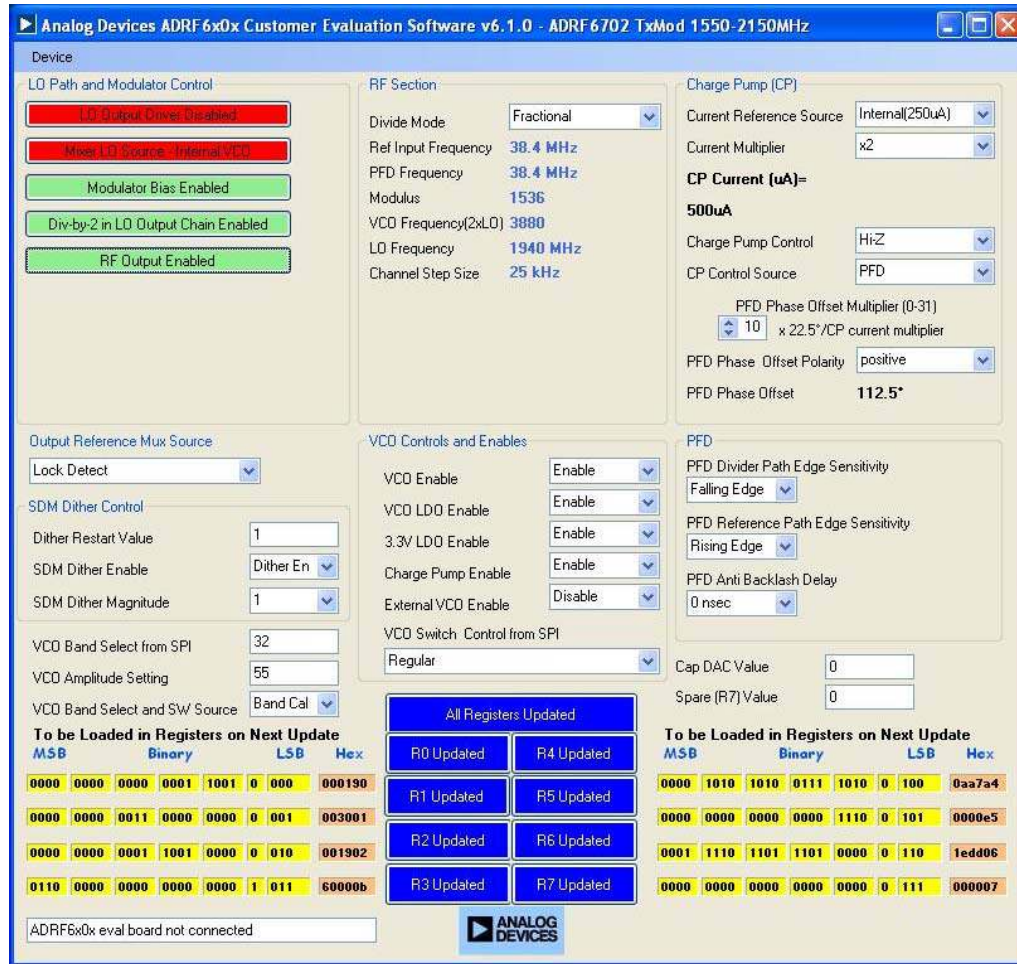 Analog Devices ADRF6x0x Customer Evaluation Software v6.1.0 - ADRF6702 TxMod 1550-2150MHz
Device
LO Path and Modulator Control
LO Output Driver Disabled
Mixer LO Source - Internal VCO
Modulator Bias Enabled
Div-by-2 in LO Output Chain Enabled
RF Output Enabled
RF Section
Divide Mode Fractional
Ref Input Frequency 38.4 MHz
PFD Frequency 38.4 MHz
Modulus 1536
VCO Frequency(2xLO) 3880
LO Frequency 1940 MHz
Channel Step Size 25 kHz
Charge Pump (CP)
Current Reference Source Internal(250uA)
Current Multiplier x2
CP Current (uA)=
500uA
Charge Pump Control Hi-Z
CP Control Source PFD
PFD Phase Offset Multiplier (0-31)
10 x 22.5°/CP current multiplier
PFD Phase Offset Polarity positive
PFD Phase Offset 112.5°
Output Reference Mux Source
Lock Detect
SDM Dither Control
Dither Restart Value 1
SDM Dither Enable Dither En
SDM Dither Magnitude 1
VCO Band Select from SPI 32
VCO Amplitude Setting 55
VCO Band Select and SW Source Band Cal
VCO Controls and Enables
VCO Enable Enable
VCO LDO Enable Enable
3.3V LDO Enable Enable
Charge Pump Enable Enable
External VCO Enable Disable
VCO Switch Control from SPI
Regular
PFD
PFD Divider Path Edge Sensitivity
Falling Edge
PFD Reference Path Edge Sensitivity
Rising Edge
PFD Anti Backlash Delay
0 nsec
Cap DAC Value 0
Spare (R7) Value 0
To be Loaded in Registers on Next Update
MSB Binary LSB Hex
0000 0000 0000 0001 1001 0 000 000190
0000 0000 0011 0000 0000 0 001 003001
0000 0000 0001 1001 0000 0 010 001902
0110 0000 0000 0000 0000 1 011 60000b
All Registers Updated
R0 Updated R4 Updated
R1 Updated R5 Updated
R2 Updated R6 Updated
R3 Updated R7 Updated
To be Loaded in Registers on Next Update
MSB Binary LSB Hex
0000 1010 1010 0111 1010 0 100 0aa7a4
0000 0000 0000 0000 1110 0 101 0000e5
0001 1110 1101 1101 0000 0 110 1edd06
0000 0000 0000 0000 0000 0 111 000007
ADRF6x0x eval board not connected
ANALOG
DEVICES